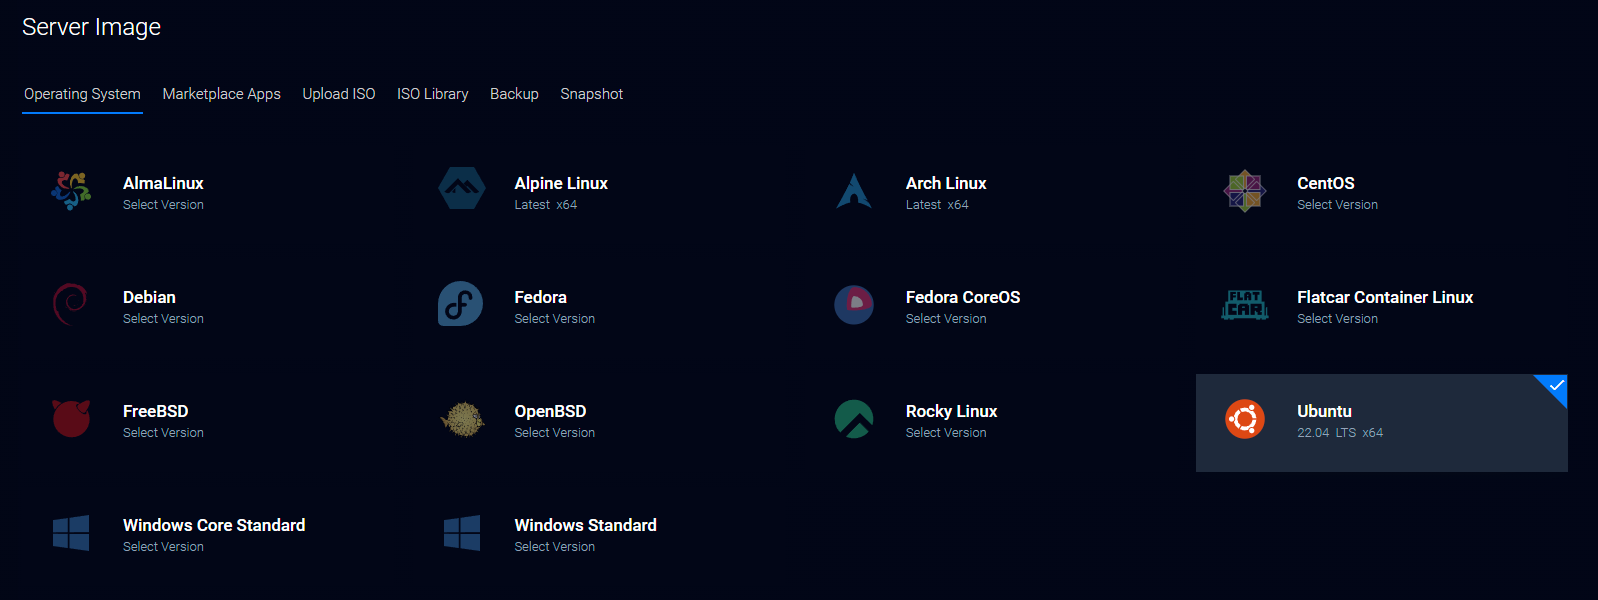 Server Image
Operating System Marketplace Apps Upload ISO ISO Library Backup Snapshot
AlmaLinux
Select Version
Alpine Linux
Latest x64
Arch Linux
Latest x64
CentOS
Select Version
Debian
Select Version
Fedora
Select Version
Fedora CoreOS
Select Version
FLAT
CAR
Flatcar Container Linux
Select Version
FreeBSD
Select Version
OpenBSD
Select Version
Rocky Linux
Select Version
Ubuntu
22.04 LTS x64
Windows Core Standard
Select Version
Windows Standard
Select Version